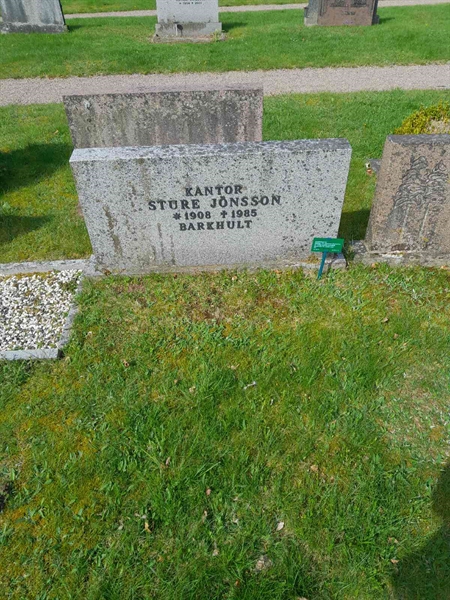 KANTOR
STURE JÖNSSON
* 1908 ✝ 1985
BARKHULT